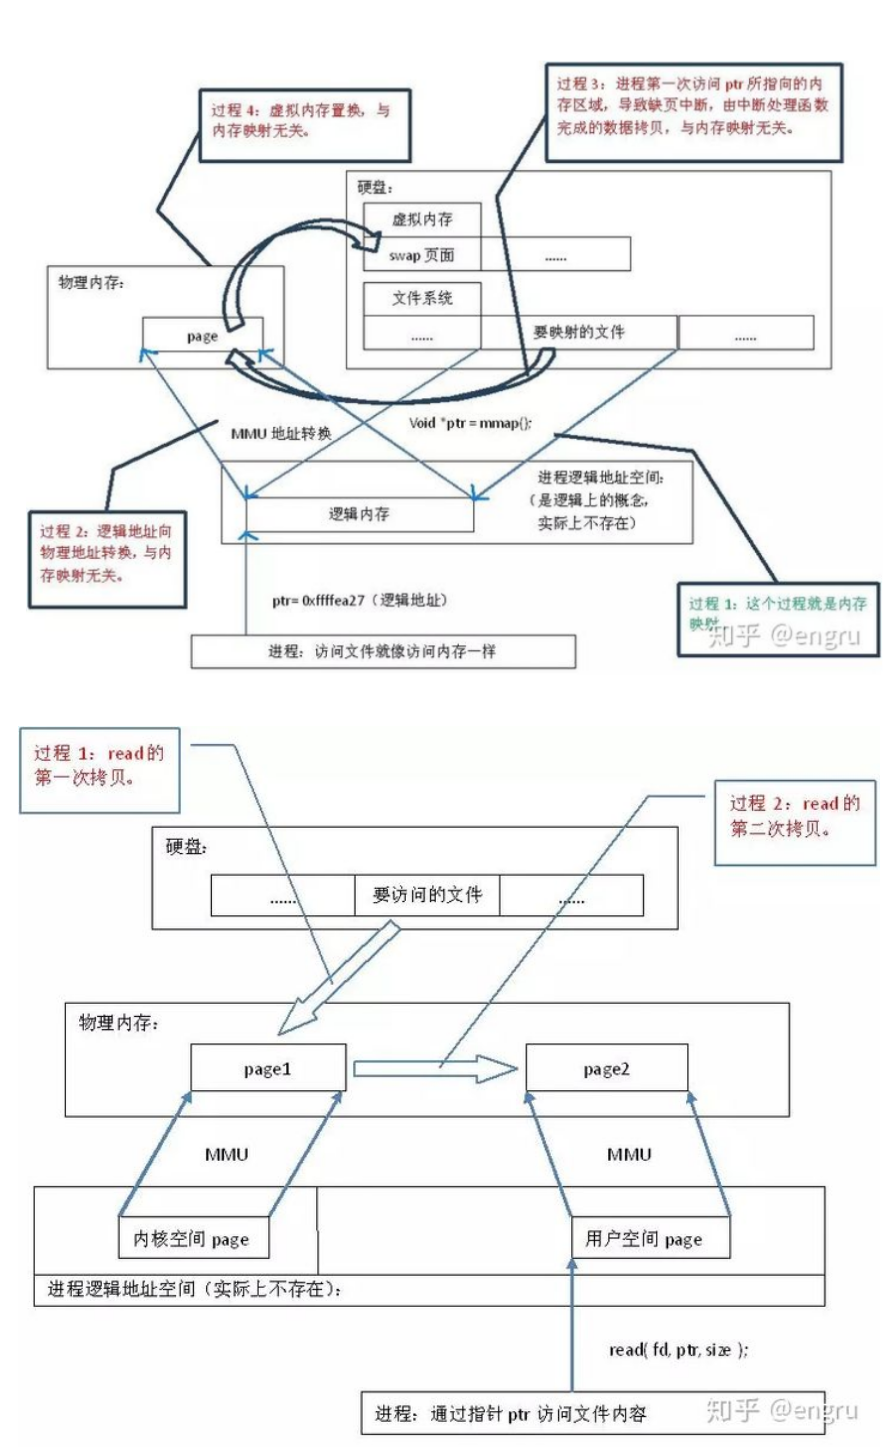 过程 4：虚拟内存置换，与
内存映射无关。
过程 3：进程第一次访问 ptr 所指向的内
存区域，导致缺页中断，由中断处理函数
完成的数据拷贝，与内存映射无关。
硬盘：
虚拟内存
swap 页面
......
物理内存：
page
文件系统
......
要映射的文件
......
MMU 地址转换
Void *ptr = mmap();
进程逻辑地址空间：
（是逻辑上的概念，
实际上不存在）
逻辑内存
过程 2：逻辑地址向
物理地址转换，与内
存映射无关。
ptr= 0xffffea27（逻辑地址）
过程 1：这个过程就是内存
映射
知乎 @engru
进程：访问文件就像访问内存一样
过程 1：read 的
第一次拷贝。
过程 2：read 的
第二次拷贝。
硬盘：
......
要访问的文件
......
物理内存：
page1
page2
MMU
MMU
内核空间 page
用户空间 page
进程逻辑地址空间（实际上不存在）：
read( fd, ptr, size );
进程：通过指针 ptr 访问文件内容
知乎 @engru